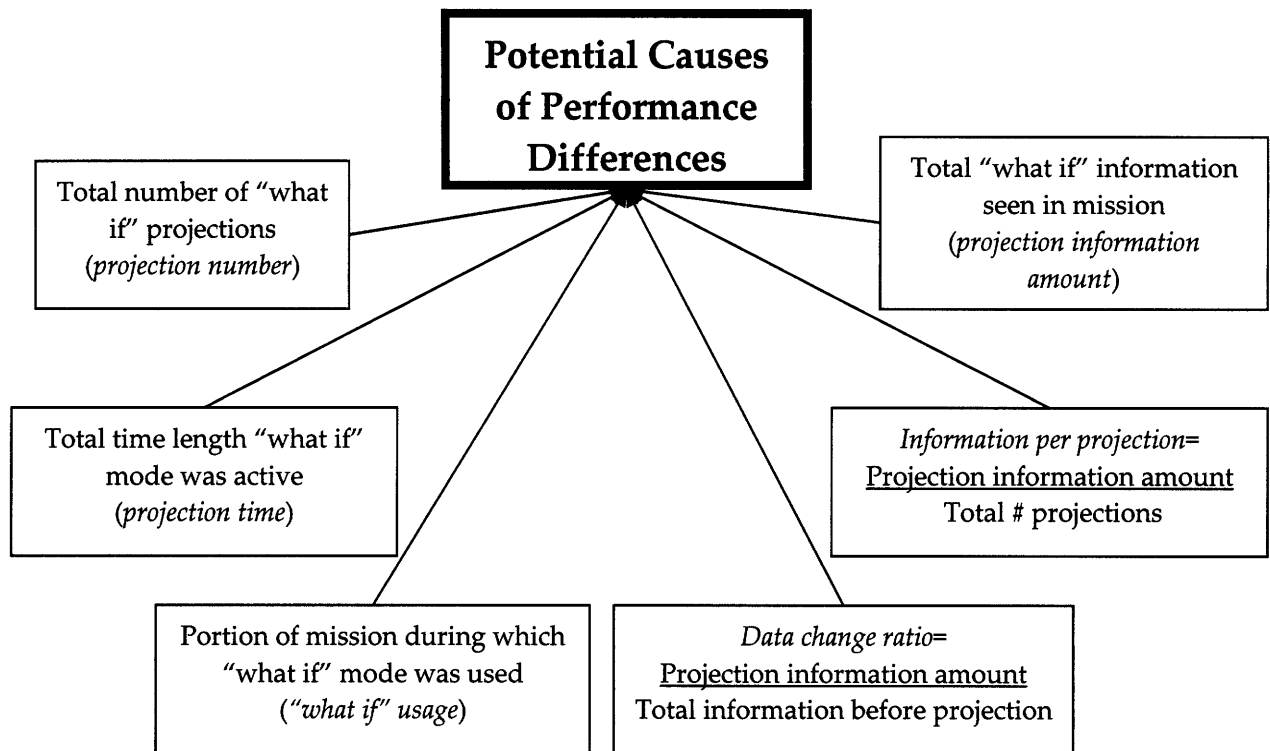 Potential Causes
of Performance
Differences
Total number of “what
if” projections
(projection number)
Total “what if” information
seen in mission
(projection information
amount)
Total time length “what if”
mode was active
(projection time)
Information per projection=
Projection information amount
Total # projections
Portion of mission during which
“what if” mode was used
(“what if” usage)
Data change ratio=
Projection information amount
Total information before projection